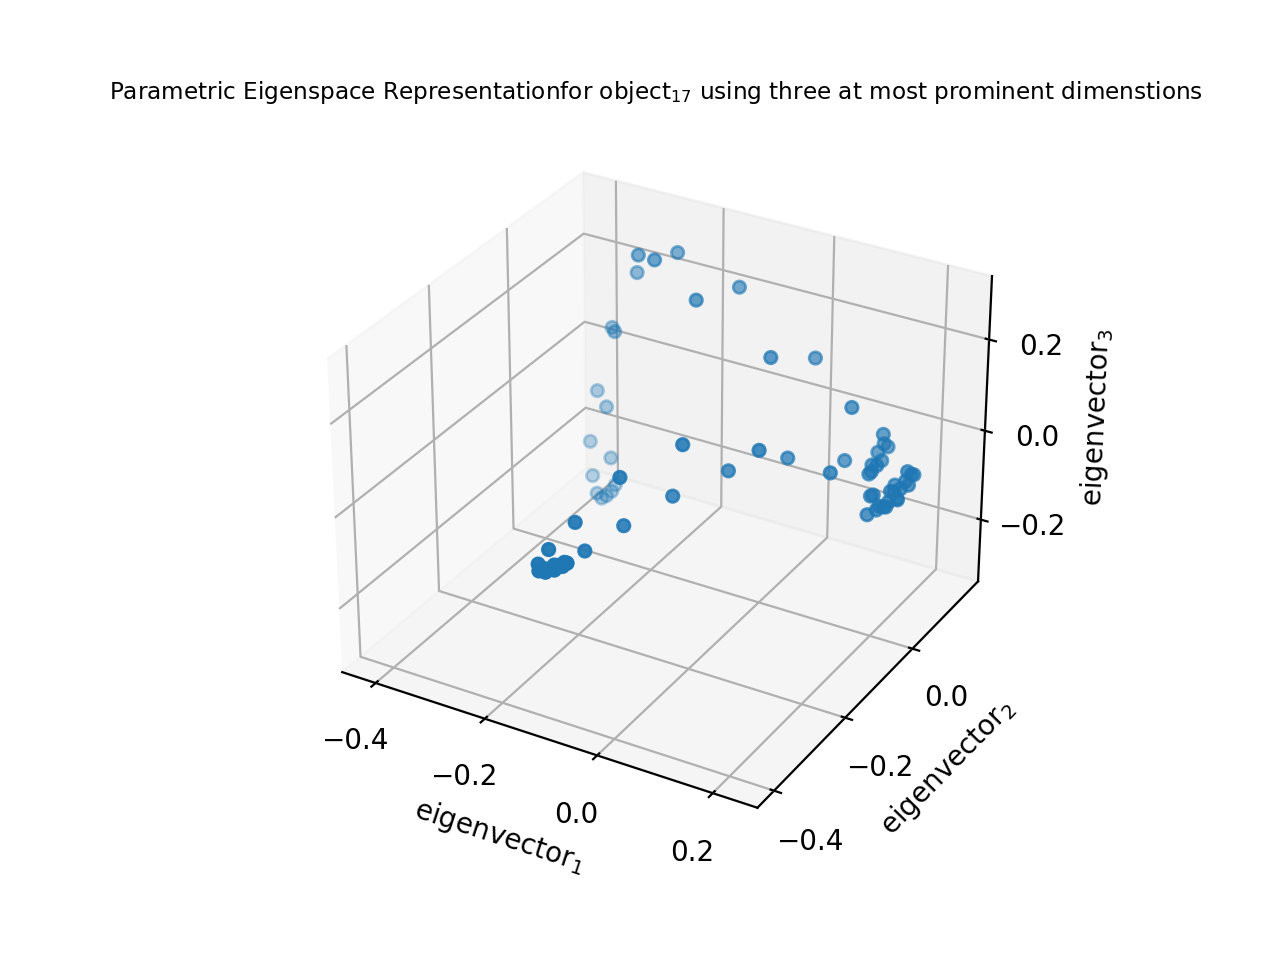 Parametric Eigenspace Representationfor object₁₇ using three at most prominent dimenstions
0.2
0.0
−0.2
eigenvector₃
0.0
−0.2
−0.4
eigenvector₂
−0.4
−0.2
0.0
0.2
eigenvector₁